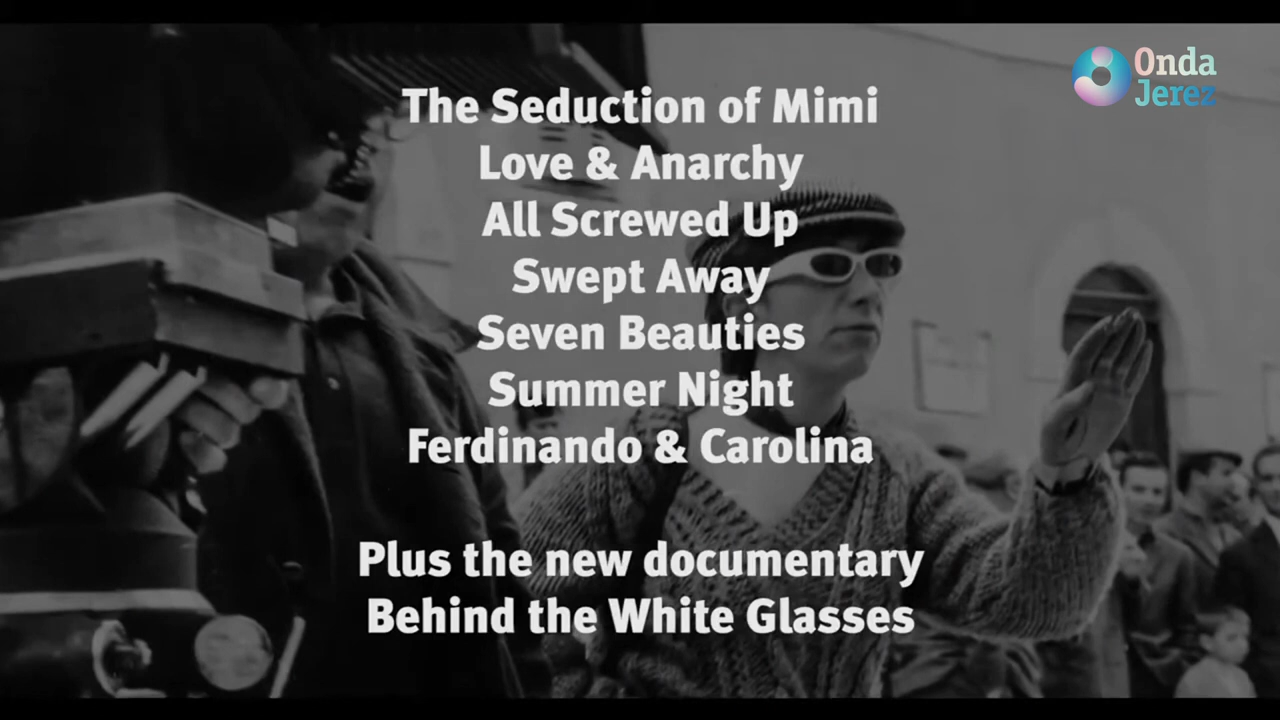 The Seduction of Mimi
Love & Anarchy
All Screwed Up
Swept Away
Seven Beauties
Summer Night
Ferdinando & Carolina
Plus the new documentary
Behind the White Glasses
Onda
Jerez